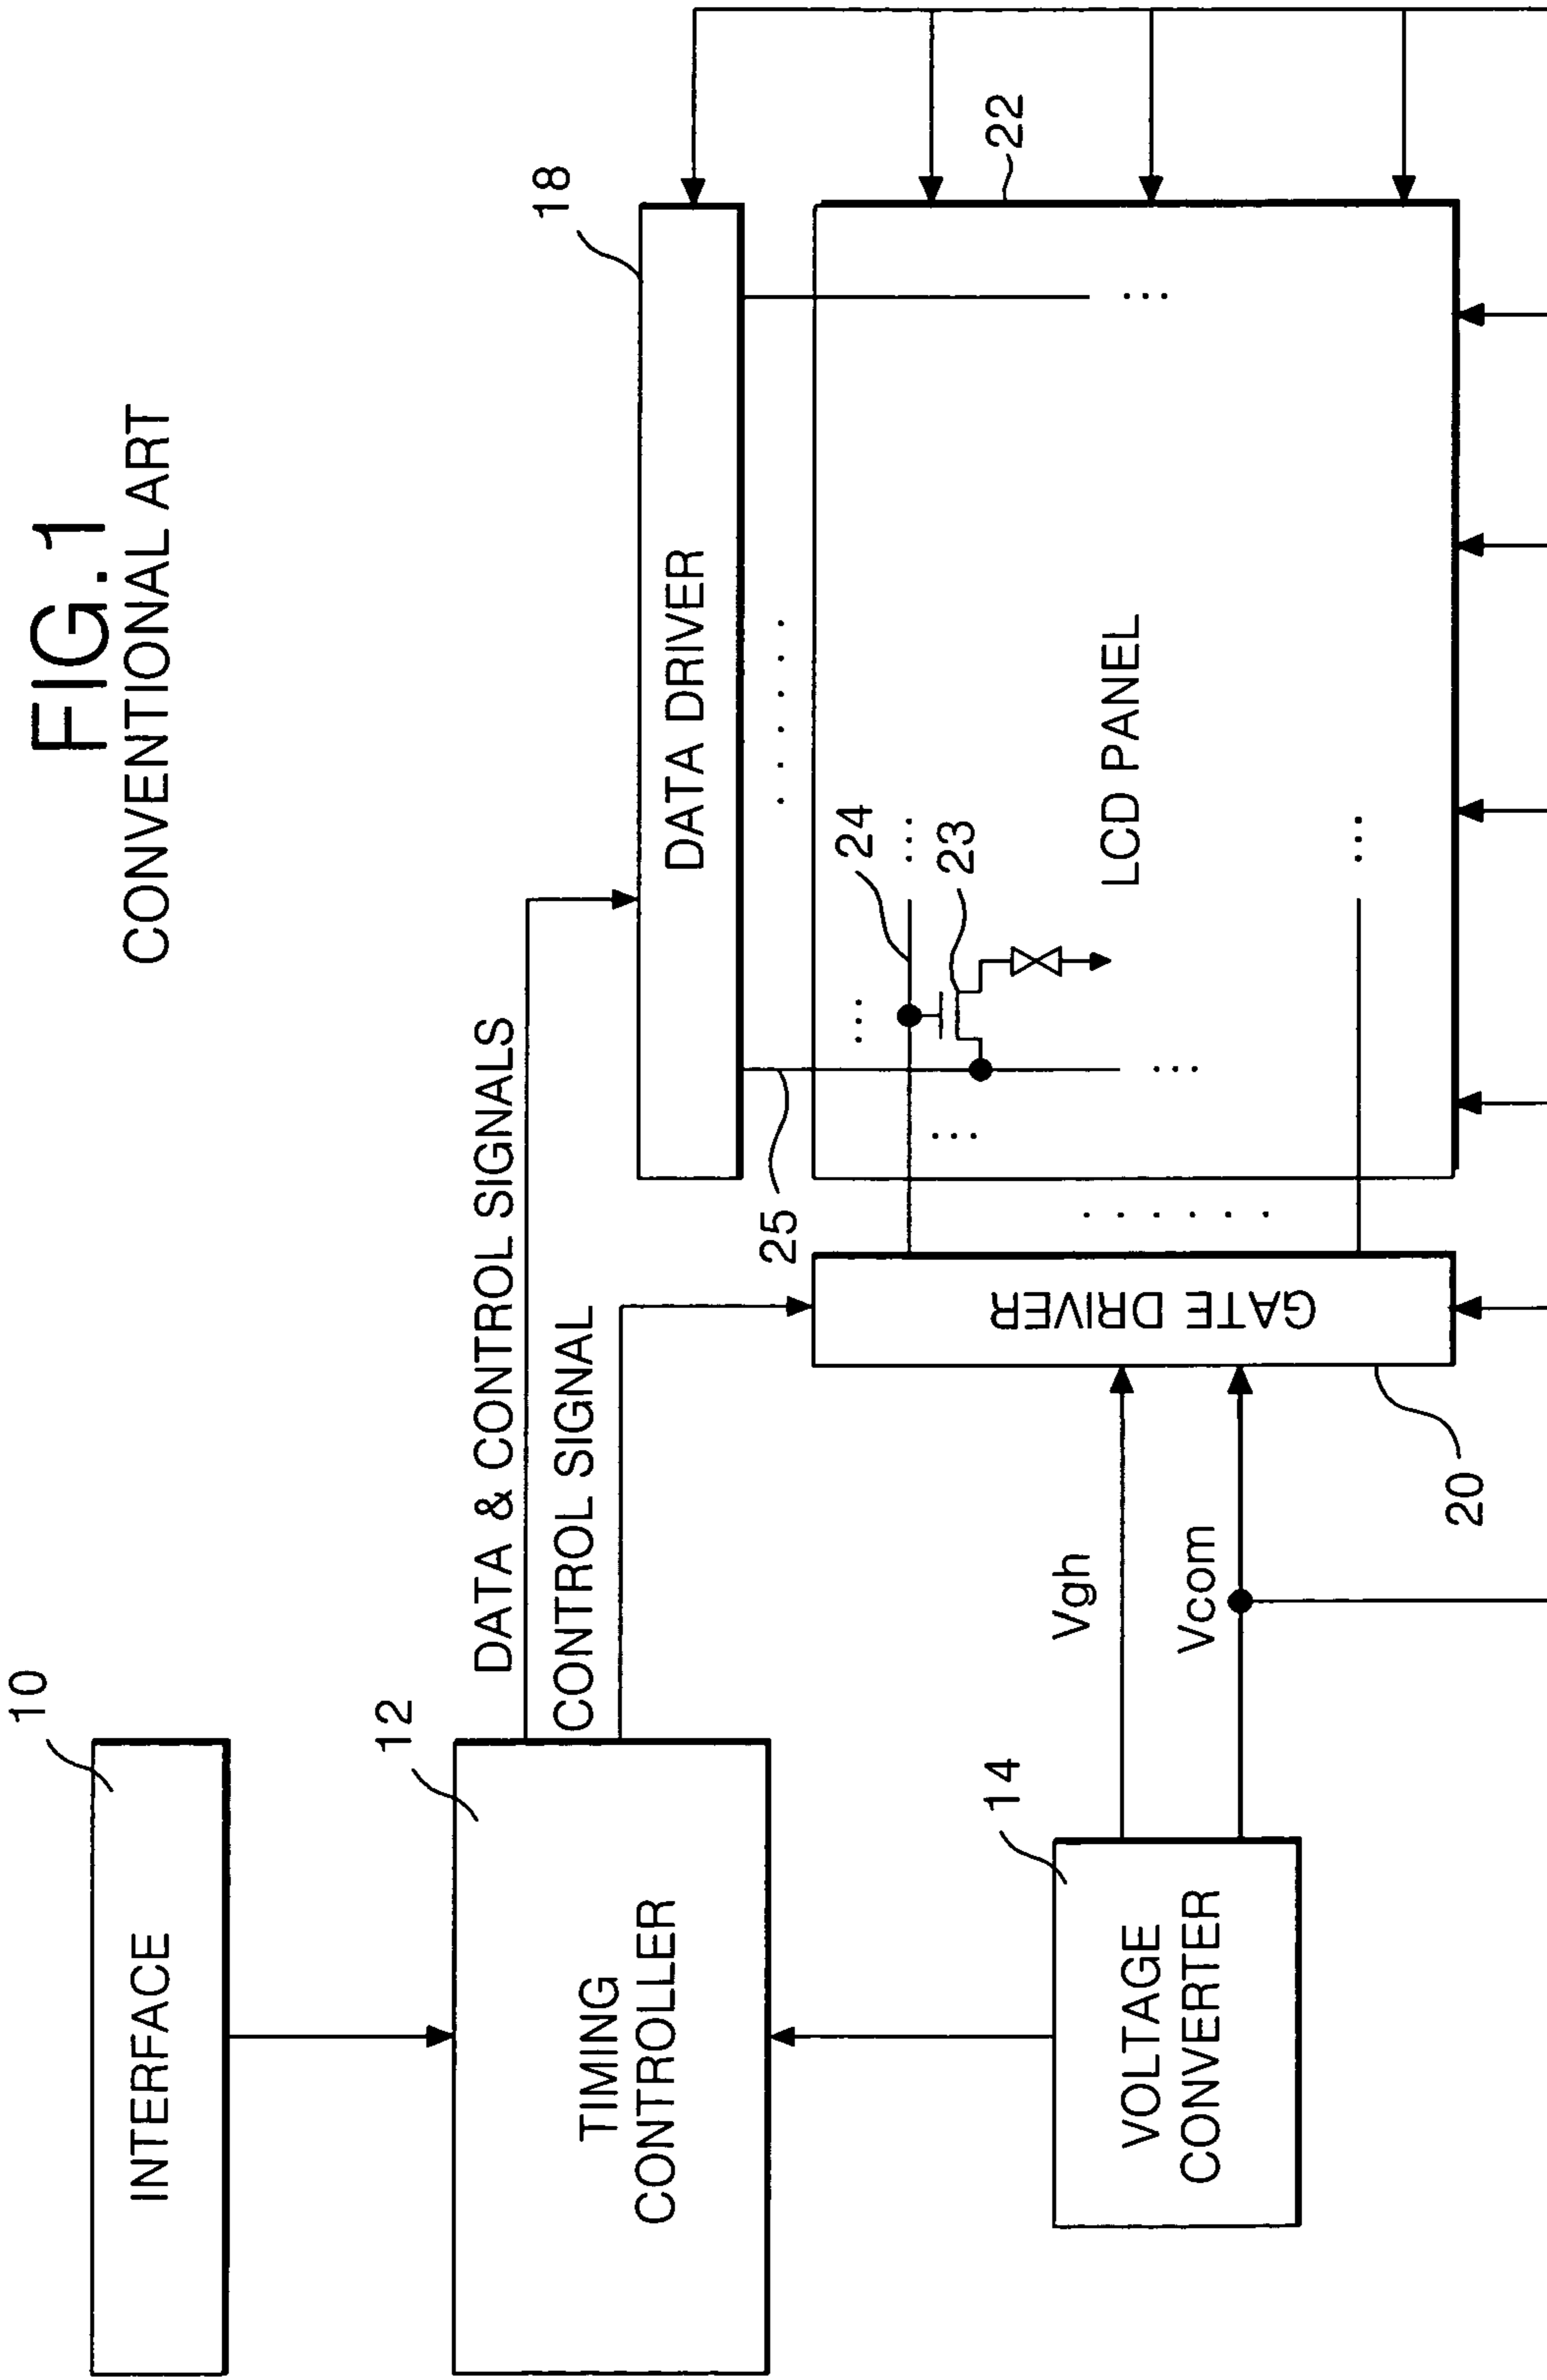 FIG. 1
CONVENTIONAL ART
10
INTERFACE
12
TIMING
CONTROLLER
DATA & CONTROL SIGNALS
CONTROL SIGNAL
18
DATA DRIVER
25
24
23
22
LCD PANEL
GATE DRIVER
20
14
VOLTAGE
CONVERTER
Vgh
Vcom